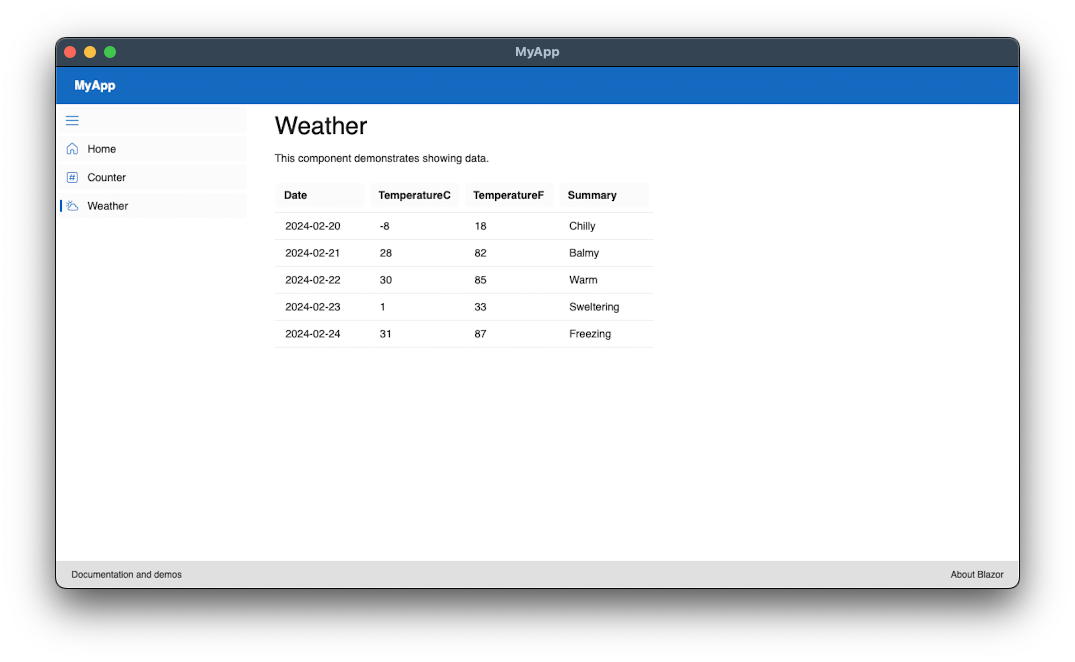 MyApp
MyApp
Home
Counter
Weather
Weather
This component demonstrates showing data.
Date TemperatureC TemperatureF Summary
2024-02-20 -8 18 Chilly
2024-02-21 28 82 Balmy
2024-02-22 30 85 Warm
2024-02-23 1 33 Sweltering
2024-02-24 31 87 Freezing
Documentation and demos About Blazor